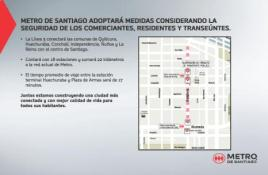 METRO DE SANTIAGO ADOPTARÁ MEDIDAS CONSIDERANDO LA
SEGURIDAD DE LOS COMERCIANTES, RESIDENTES Y TRANSEÚNTES.
• La Línea 3 conectará las comunas de Quilicura,
Huechuraba, Conchalí, Independencia, Ñuñoa y La
Reina con el centro de Santiago.
• Contará con 18 estaciones y sumará 22 kilómetros
a la red actual de Metro.
• El tiempo promedio de viaje entre la estación
terminal Huechuraba y Plaza de Armas será de 17
minutos.
Juntos estamos construyendo una ciudad más
conectada y con mejor calidad de vida para
todos sus habitantes.
METRO
DE SANTIAGO